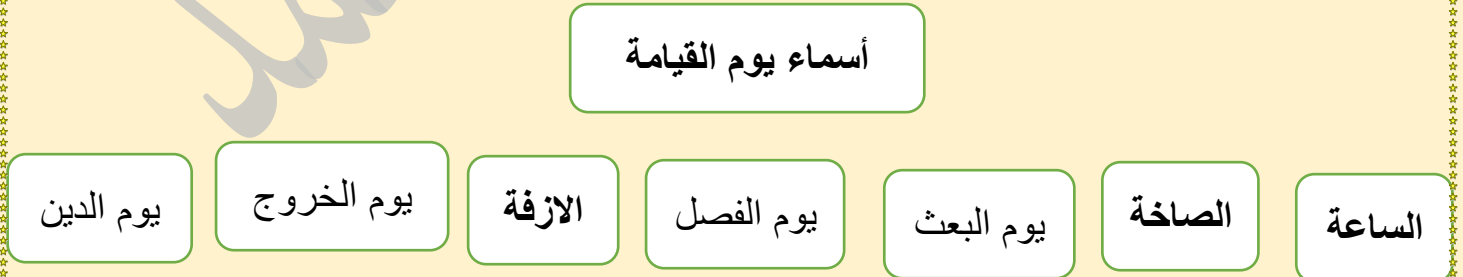 أسماء يوم القيامة
الساعة
الصاخة
يوم البعث
يوم الفصل
الازفة
يوم الخروج
يوم الدين